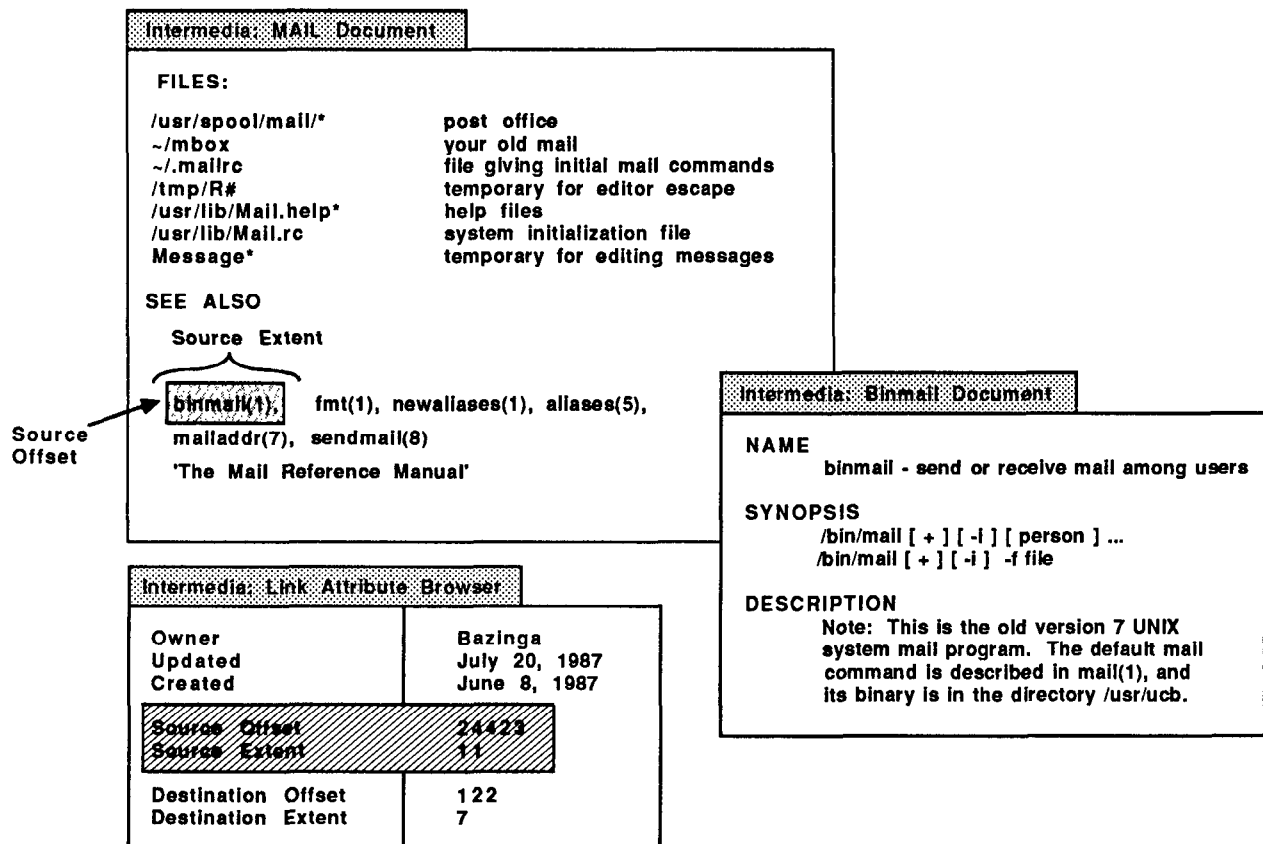 Intermedia: MAIL Document
FILES:
/usr/spool/mail/* post office
~/mbox your old mail
~/.mailrc file giving initial mail commands
/tmp/R# temporary for editor escape
/usr/lib/Mail.help* help files
/usr/lib/Mail.rc system initialization file
Message* temporary for editing messages
SEE ALSO
Source Extent
binmail(1), fmt(1), newaliases(1), aliases(5),
mailaddr(7), sendmail(8)
'The Mail Reference Manual'
Source
Offset
Intermedia: Binmail Document
NAME
binmail - send or receive mail among users
SYNOPSIS
/bin/mail [ + ] [ -i ] [ person ] ...
/bin/mail [ + ] [ -i ] -f file
DESCRIPTION
Note: This is the old version 7 UNIX
system mail program. The default mail
command is described in mail(1), and
its binary is in the directory /usr/ucb.
Intermedia: Link Attribute Browser
Owner Bazinga
Updated July 20, 1987
Created June 8, 1987
Source Offset 24423
Source Extent 11
Destination Offset 122
Destination Extent 7